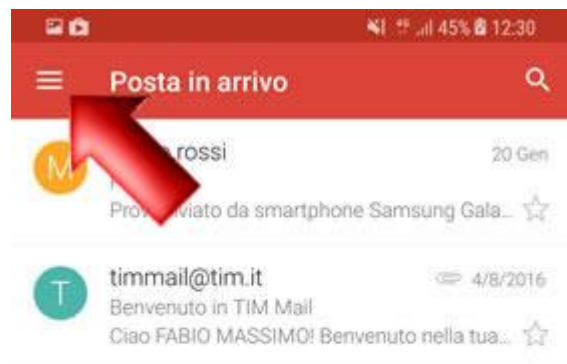 45% 12:30
Posta in arrivo
M rossi 20 Gen
inviato da smartphone Samsung Gala...
T timmail@tim.it 4/8/2016
Benvenuto in TIM Mail
Ciao FABIO MASSIMO! Benvenuto nella tua...